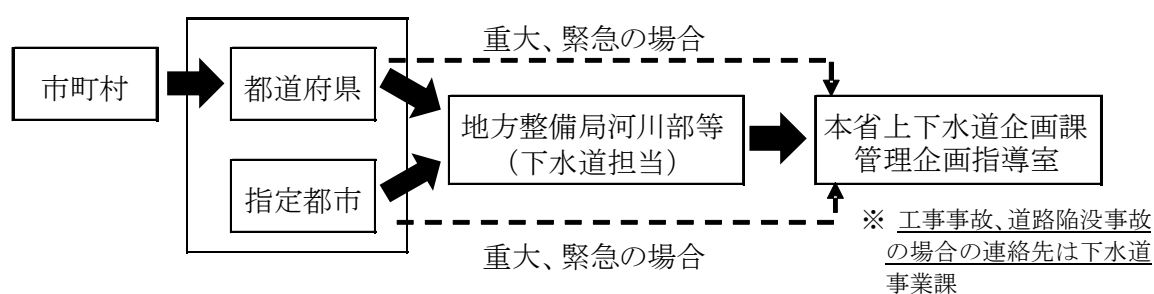 重大、緊急の場合
市町村
都道府県
地方整備局河川部等
（下水道担当）
本省上下水道企画課
管理企画指導室
指定都市
重大、緊急の場合
※ 工事事故、道路陥没事故
の場合の連絡先は下水道
事業課